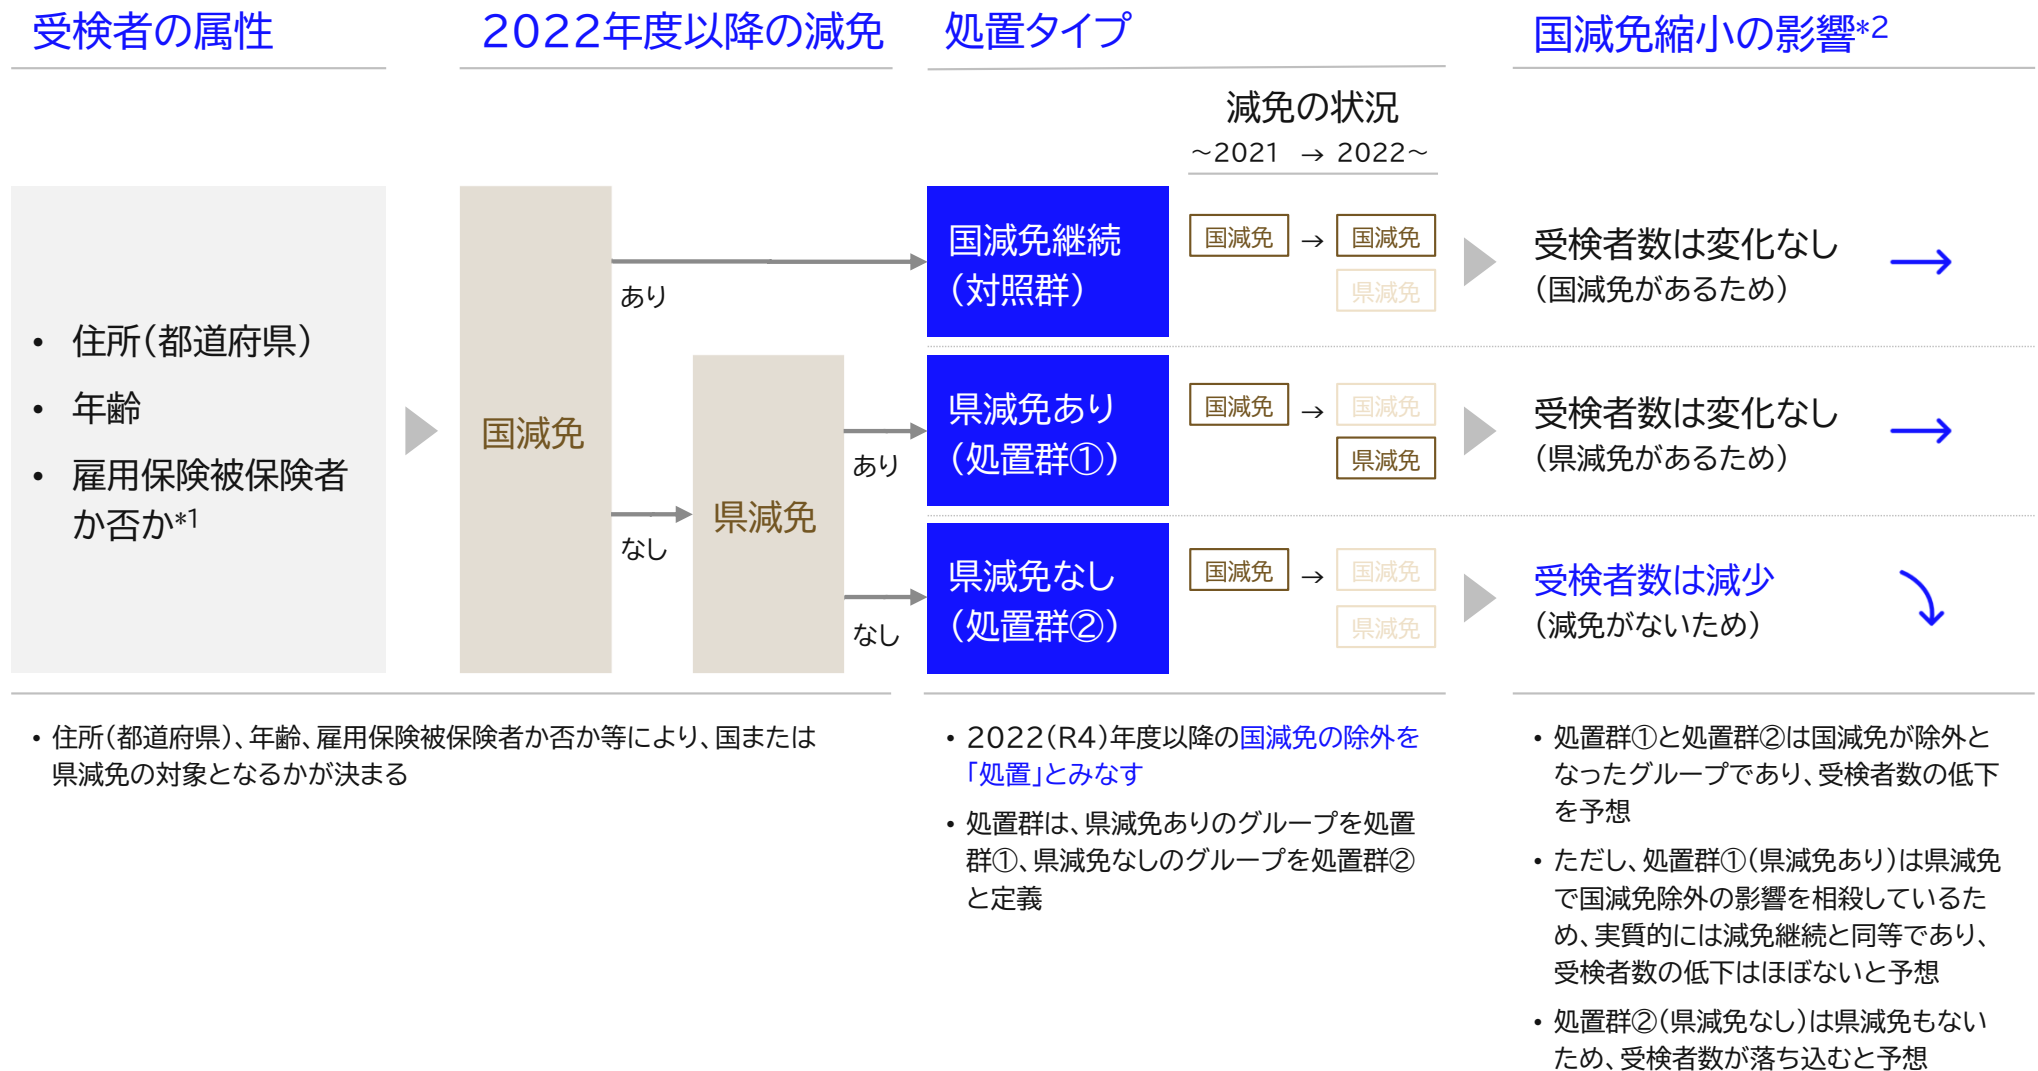 受検者の属性
2022年度以降の減免
処置タイプ
国減免縮小の影響*2
減免の状況
～2021 → 2022～
• 住所（都道府県）
• 年齢
• 雇用保険被保険者
か否か*1
国減免
あり
なし
県減免
あり
なし
国減免継続
（対照群）
国減免 → 国減免
県減免
受検者数は変化なし
（国減免があるため）
県減免あり
（処置群①）
国減免 → 国減免
県減免
受検者数は変化なし
（県減免があるため）
県減免なし
（処置群②）
国減免 → 国減免
県減免
受検者数は減少
（減免がないため）
• 住所（都道府県）、年齢、雇用保険被保険者か否か等により、国または
県減免の対象となるかが決まる
• 2022（R4）年度以降の国減免の除外を
「処置」とみなす
• 処置群は、県減免ありのグループを処置
群①、県減免なしのグループを処置群②
と定義
• 処置群①と処置群②は国減免が除外と
なったグループであり、受検者数の低下
を予想
• ただし、処置群①（県減免あり）は県減免
で国減免除外の影響を相殺しているた
め、実質的には減免継続と同等であり、
受検者数の低下はほぼないと予想
• 処置群②（県減免なし）は県減免もない
ため、受検者数が落ち込むと予想